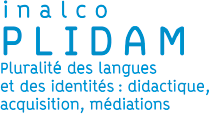 inalco
PLIDAM
Pluralité des langues
et des identités : didactique,
acquisition, médiations